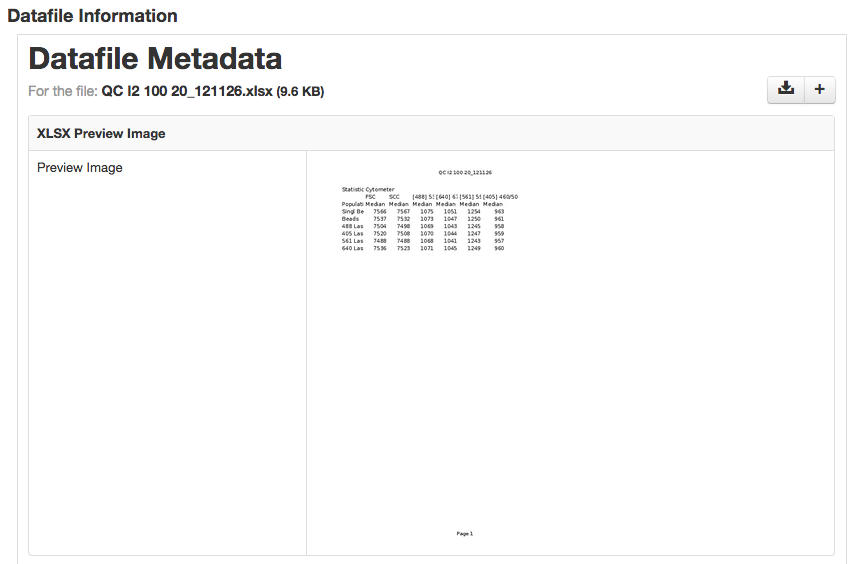 Datafile Information
Datafile Metadata
For the file: QC I2 100 20_121126.xlsx (9.6 KB)
+
XLSX Preview Image
Preview Image
QC I2 100 20_121126
Statistic Cytometer
FSC SCC [488] 5 [640] 6 [561] 5 [405] 460/50
Populati Median Median Median Median Median Median
Singl Be 7566 7567 1075 1051 1254 963
Beads 7537 7532 1073 1047 1250 961
488 Las 7504 7498 1069 1043 1245 958
405 Las 7520 7508 1070 1044 1247 959
561 Las 7488 7488 1068 1041 1243 957
640 Las 7536 7523 1071 1045 1249 960
Page 1